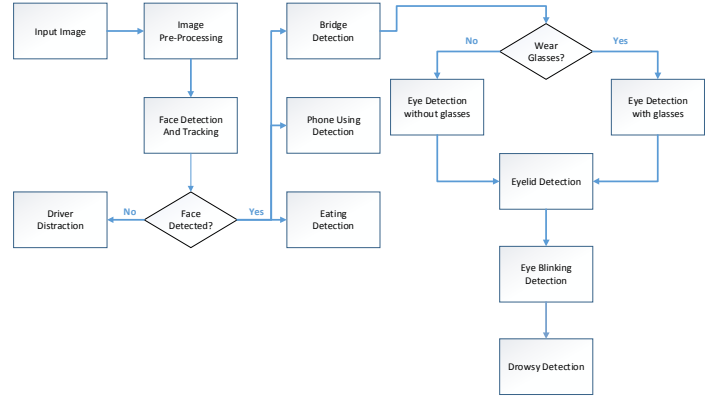 Input Image
Image
Pre-Processing
Bridge
Detection
Wear
Glasses?
No
Yes
Eye Detection
without glasses
Eye Detection
with glasses
Face Detection
And Tracking
Phone Using
Detection
Eyelid Detection
Driver
Distraction
No
Face
Detected?
Yes
Eating
Detection
Eye Blinking
Detection
Drowsy Detection